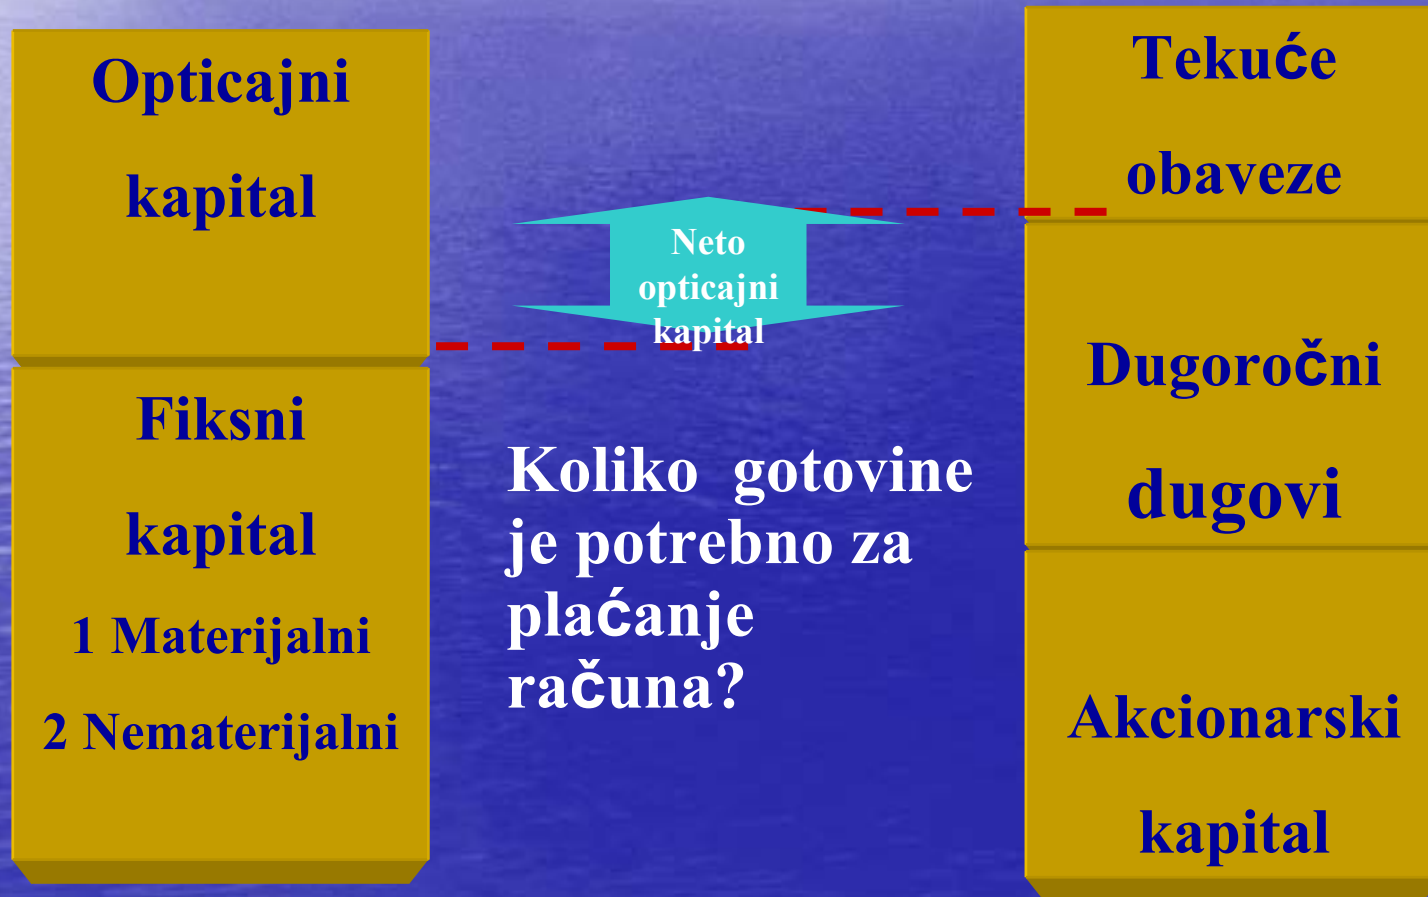 Opticajni
kapital
Fiksni
kapital
1 Materijalni
2 Nematerijalni
Neto
opticajni
kapital
Koliko gotovine
je potrebno za
plaćanje
računa?
Tekuće
obaveze
Dugoročni
dugovi
Akcionarski
kapital